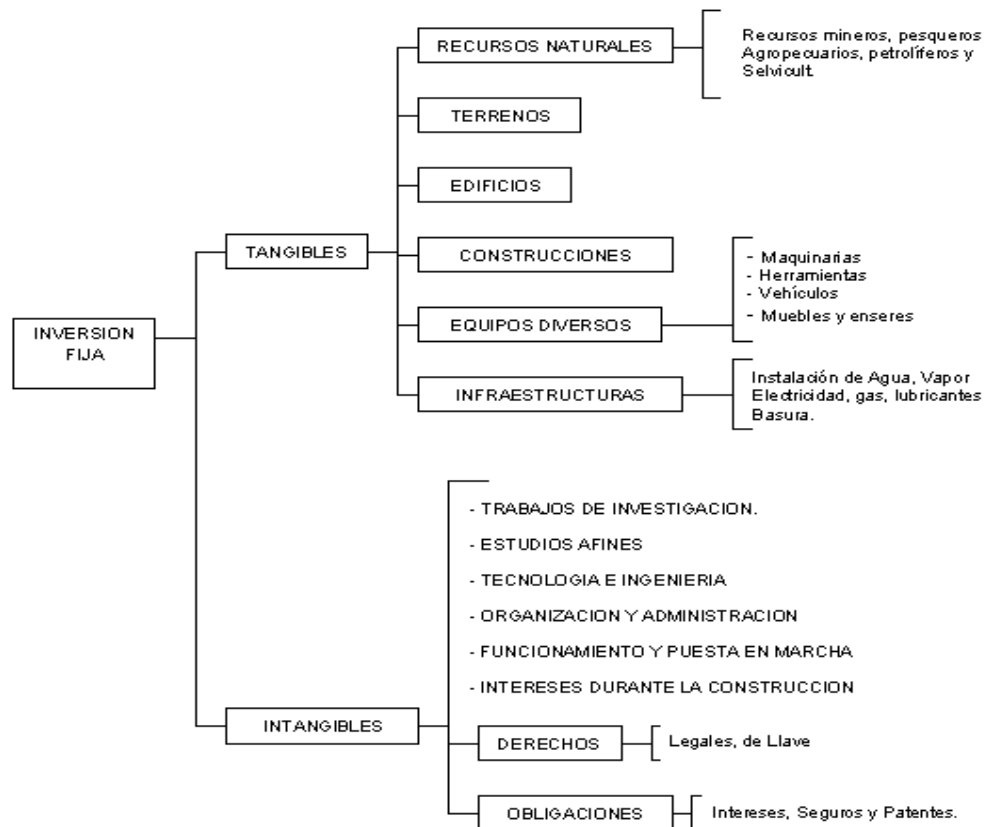 RECURSOS NATURALES
Recursos mineros, pesqueros
Agropecuarios, petrolíferos y
Selvicult.
TERRENOS
EDIFICIOS
TANGIBLES
CONSTRUCCIONES
- Maquinarias
- Herramientas
- Vehículos
- Muebles y enseres
EQUIPOS DIVERSOS
INVERSION
FIJA
INFRAESTRUCTURAS
Instalación de Agua, Vapor
Electricidad, gas, lubricantes
Basura.
- TRABAJOS DE INVESTIGACION.
- ESTUDIOS AFINES
- TECNOLOGIA E INGENIERIA
- ORGANIZACION Y ADMINISTRACION
- FUNCIONAMIENTO Y PUESTA EN MARCHA
- INTERESES DURANTE LA CONSTRUCCION
INTANGIBLES
DERECHOS
Legales, de Llave
OBLIGACIONES
Intereses, Seguros y Patentes.